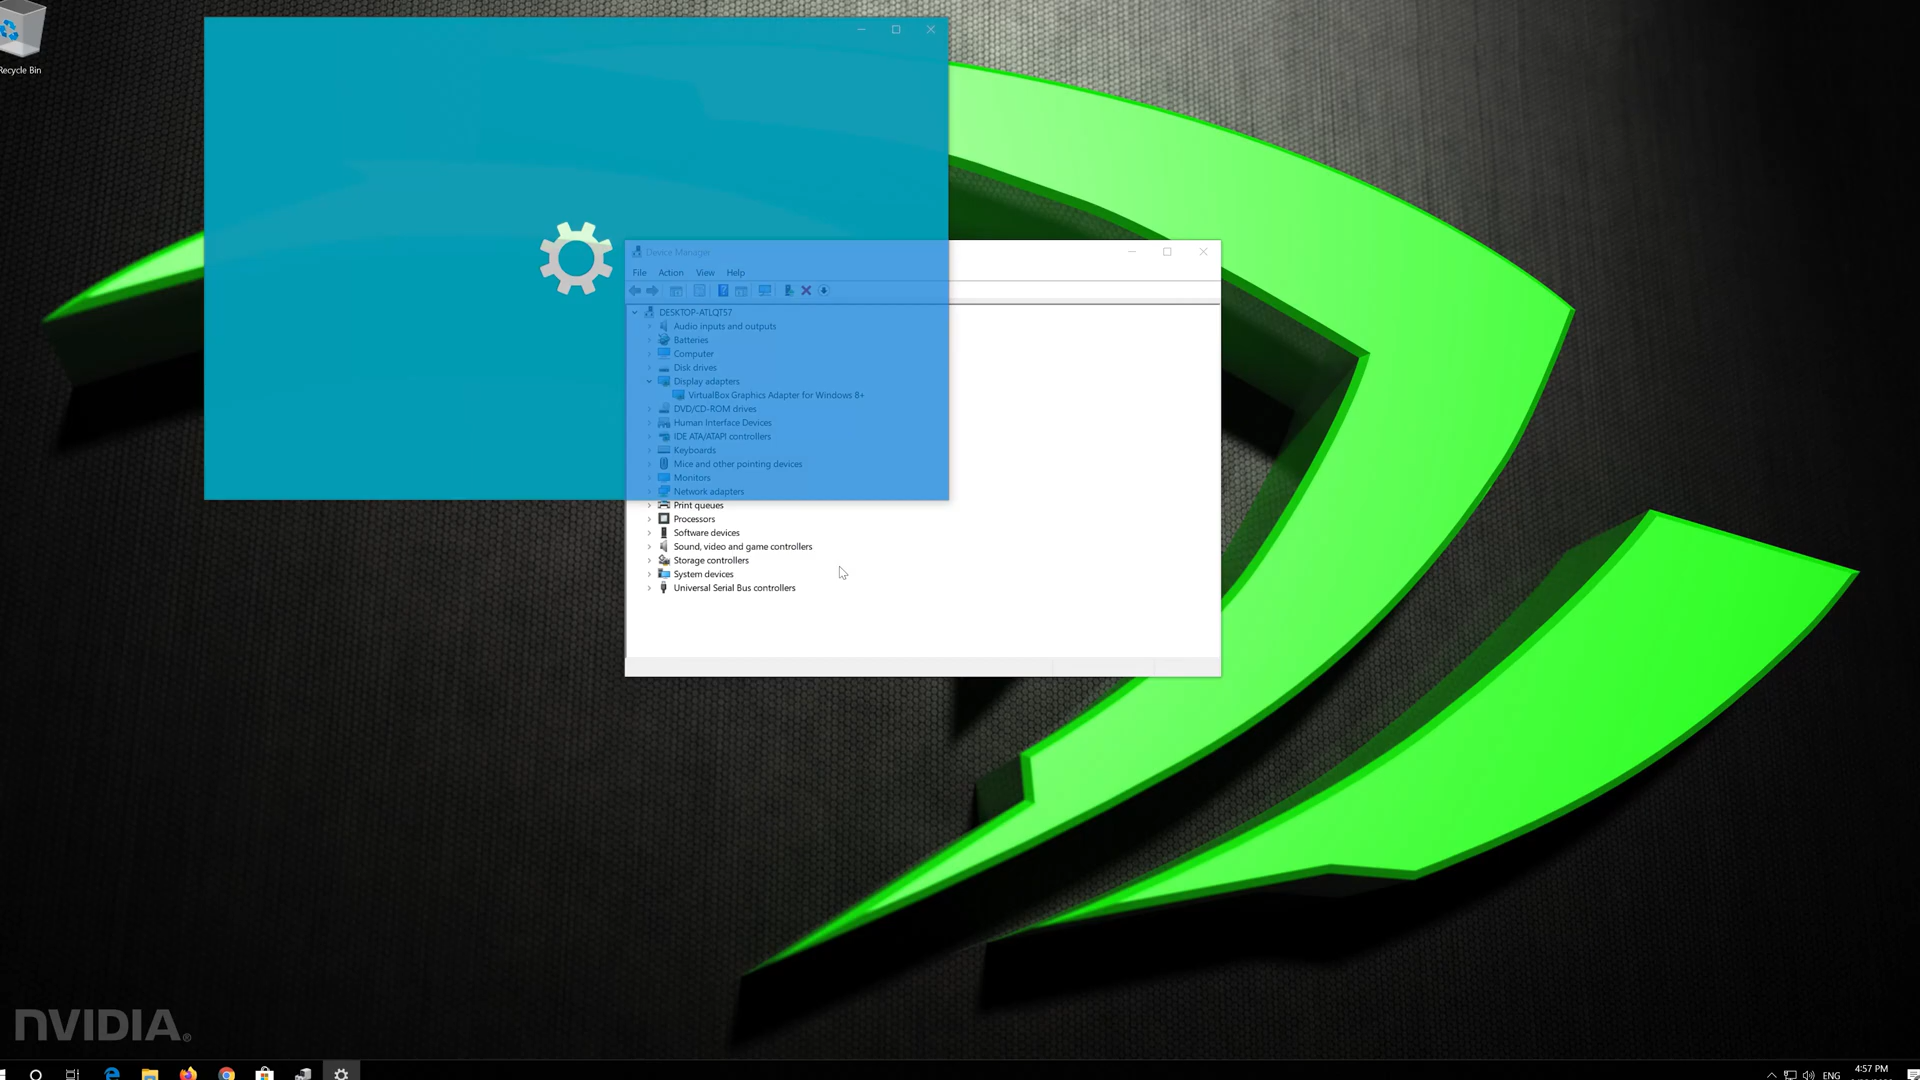 Recycle Bin
Device Manager
File Action View Help
DESKTOP-ATLQT57
Audio inputs and outputs
Batteries
Computer
Disk drives
Display adapters
VirtualBox Graphics Adapter for Windows 8+
DVD/CD-ROM drives
Human Interface Devices
IDE ATA/ATAPI controllers
Keyboards
Mice and other pointing devices
Monitors
Network adapters
Print queues
Processors
Software devices
Sound, video and game controllers
Storage controllers
System devices
Universal Serial Bus controllers
NVIDIA®
ENG
4:57 PM